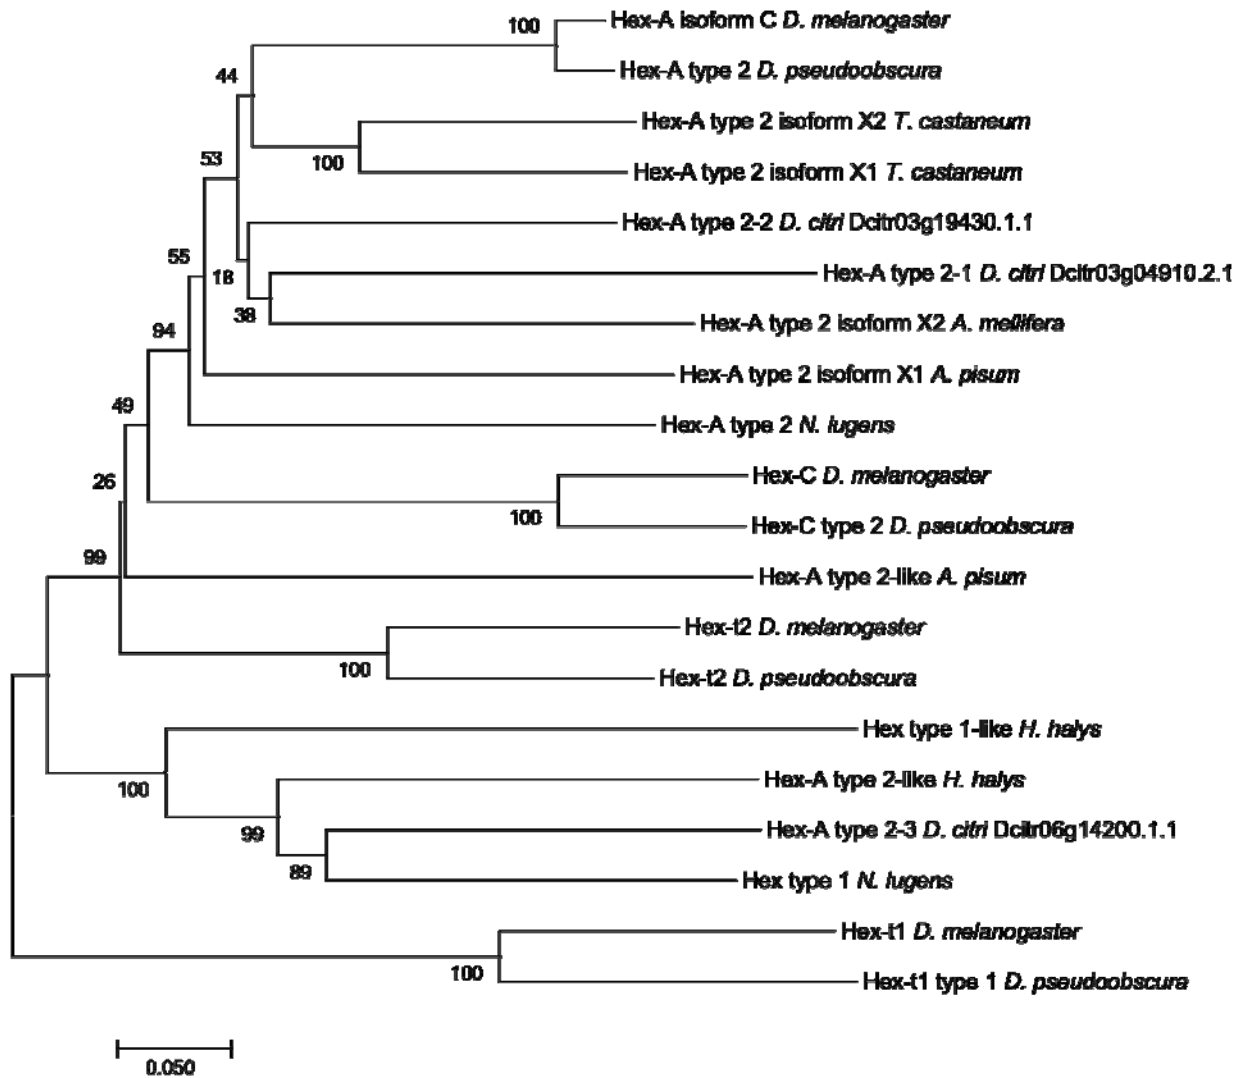 100
Hex-A isoform C D. melanogaster
Hex-A type 2 D. pseudoobscura
44
Hex-A type 2 isoform X2 T. castaneum
100
Hex-A type 2 isoform X1 T. castaneum
53
Hex-A type 2-2 D. citri Dcitr03g19430.1.1
55
18
Hex-A type 2-1 D. citri Dcitr03g04910.2.1
38
Hex-A type 2 isoform X2 A. mellifera
94
Hex-A type 2 isoform X1 A. pisum
49
Hex-A type 2 N. lugens
26
Hex-C D. melanogaster
100
Hex-C type 2 D. pseudoobscura
99
Hex-A type 2-like A. pisum
Hex-t2 D. melanogaster
100
Hex-t2 D. pseudoobscura
Hex type 1-like H. halys
100
Hex-A type 2-like H. halys
99
Hex-A type 2-3 D. citri Dcitr06g14200.1.1
89
Hex type 1 N. lugens
Hex-t1 D. melanogaster
100
Hex-t1 type 1 D. pseudoobscura
0.050